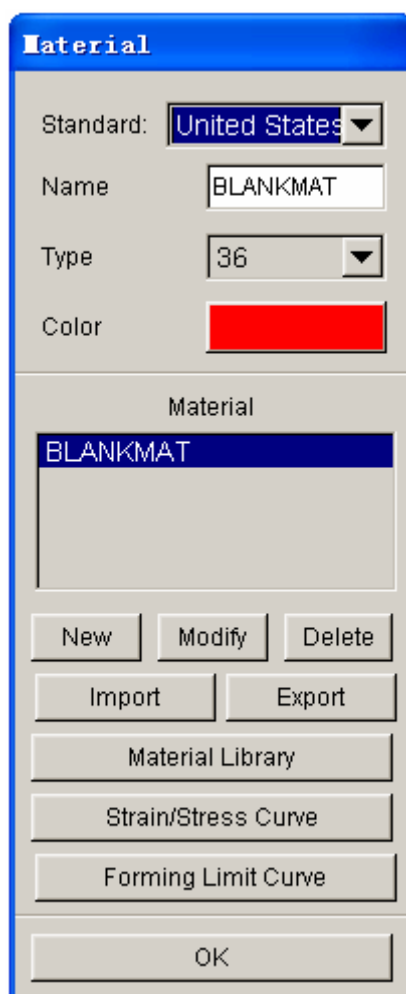 Material
Standard: United States
Name BLANKMAT
Type 36
Color
Material
BLANKMAT
New Modify Delete
Import Export
Material Library
Strain/Stress Curve
Forming Limit Curve
OK